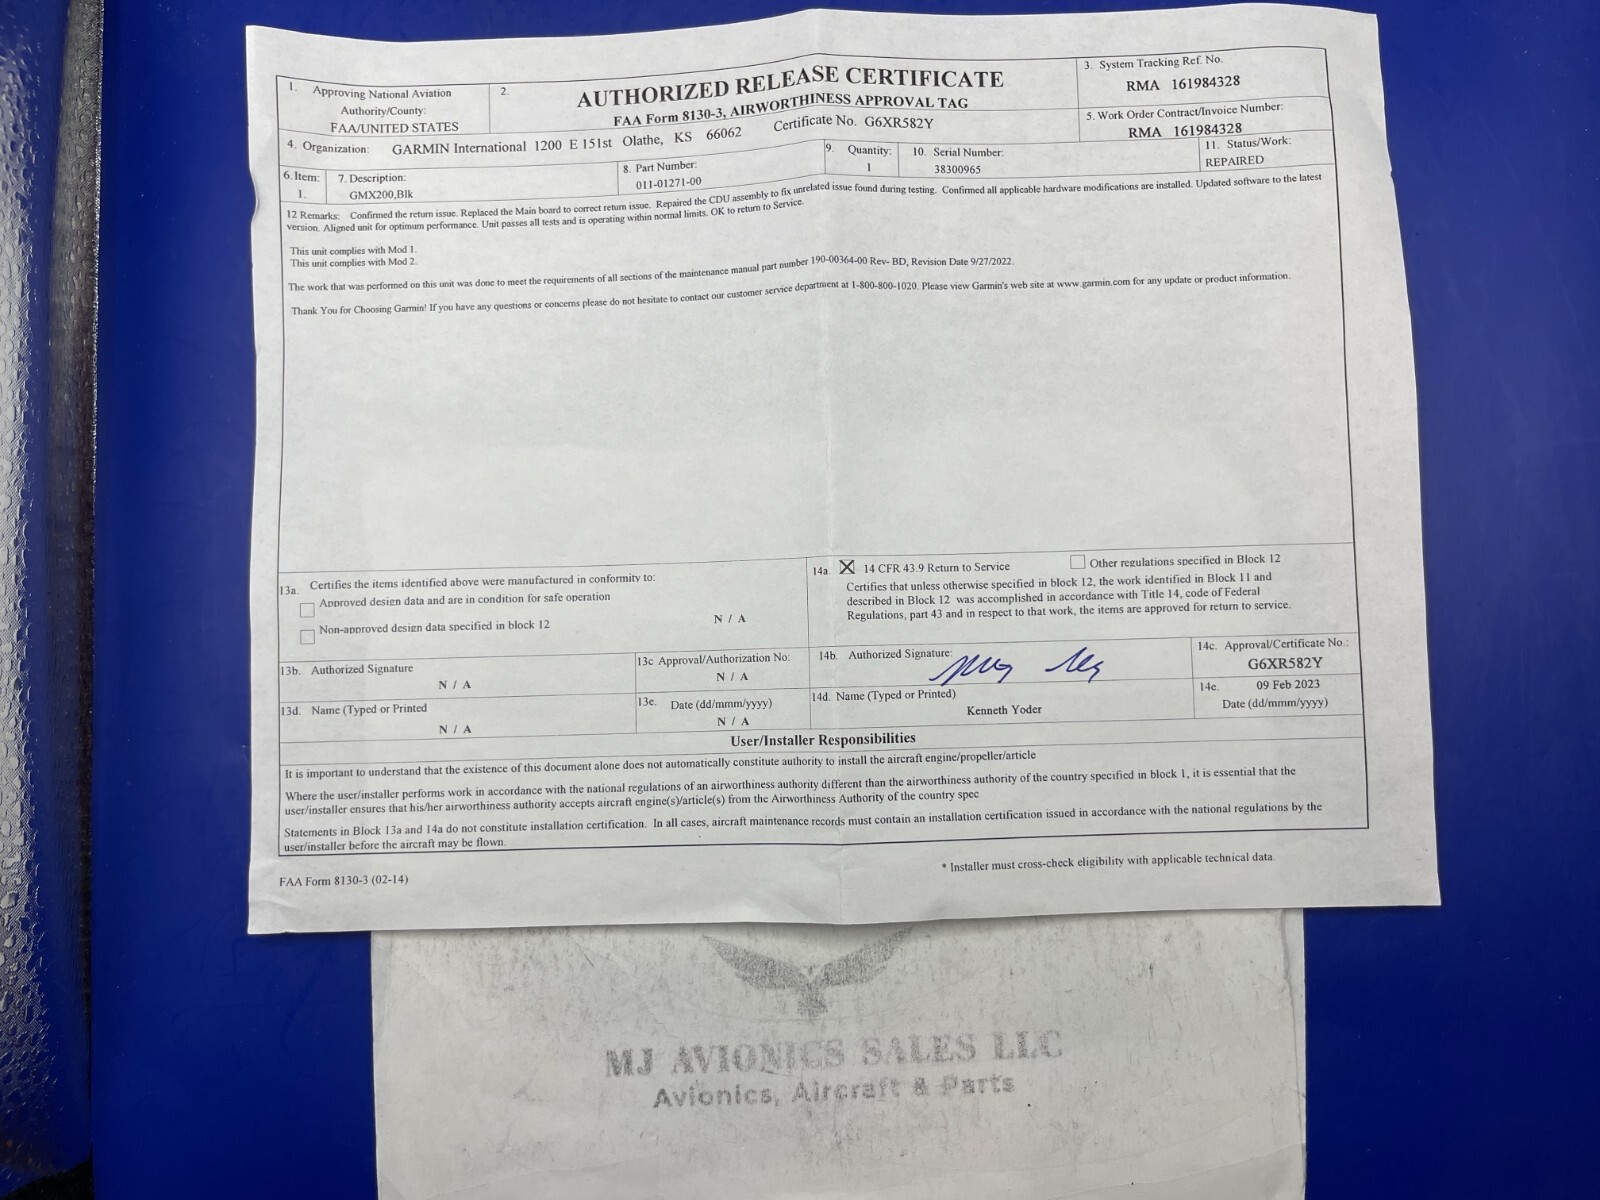 1. Approving National Aviation
Authority/County:
FAA/UNITED STATES
2.
AUTHORIZED RELEASE CERTIFICATE
FAA Form 8130-3, AIRWORTHINESS APPROVAL TAG
Certificate No. G6XR582Y
3. System Tracking Ref. No.
RMA 161984328
4. Organization: GARMIN International 1200 E 151st Olathe, KS 66062
5. Work Order Contract/Invoice Number:
RMA 161984328
6. Item:
1.
7. Description:
GMX200,Blk
8. Part Number:
011-01271-00
9. Quantity:
1
10. Serial Number:
38300965
11. Status/Work:
REPAIRED
12 Remarks: Confirmed the return issue. Replaced the Main board to correct return issue. Repaired the CDU assembly to fix unrelated issue found during testing. Confirmed all applicable hardware modifications are installed. Updated software to the latest
version. Aligned unit for optimum performance. Unit passes all tests and is operating within normal limits. OK to return to Service.
This unit complies with Mod 1.
This unit complies with Mod 2.
The work that was performed on this unit was done to meet the requirements of all sections of the maintenance manual part number 190-00364-00 Rev- BD, Revision Date 9/27/2022.
Thank You for Choosing Garmin! If you have any questions or concerns please do not hesitate to contact our customer service department at 1-800-800-1020. Please view Garmin's web site at www.garmin.com for any update or product information.
13a. Certifies the items identified above were manufactured in conformity to:
Approved design data and are in condition for safe operation
Non-approved design data specified in block 12
N / A
14a. 14 CFR 43.9 Return to Service
Other regulations specified in Block 12
Certifies that unless otherwise specified in block 12, the work identified in Block 11 and
described in Block 12 was accomplished in accordance with Title 14, code of Federal
Regulations, part 43 and in respect to that work, the items are approved for return to service.
13b. Authorized Signature
N / A
13c Approval/Authorization No:
N / A
14b. Authorized Signature:
14c. Approval/Certificate No.:
G6XR582Y
13d. Name (Typed or Printed
N / A
13e. Date (dd/mmm/yyyy)
N / A
14d. Name (Typed or Printed)
Kenneth Yoder
14e. 09 Feb 2023
Date (dd/mmm/yyyy)
User/Installer Responsibilities
It is important to understand that the existence of this document alone does not automatically constitute authority to install the aircraft engine/propeller/article
Where the user/installer performs work in accordance with the national regulations of an airworthiness authority different than the airworthiness authority of the country specified in block 1, it is essential that the
user/installer ensures that his/her airworthiness authority accepts aircraft engine(s)/article(s) from the Airworthiness Authority of the country spec
Statements in Block 13a and 14a do not constitute installation certification. In all cases, aircraft maintenance records must contain an installation certification issued in accordance with the national regulations by the
user/installer before the aircraft may be flown.
* Installer must cross-check eligibility with applicable technical data.
FAA Form 8130-3 (02-14)
MJ AVIONICS SALES LLC
Avionics, Aircraft & Parts